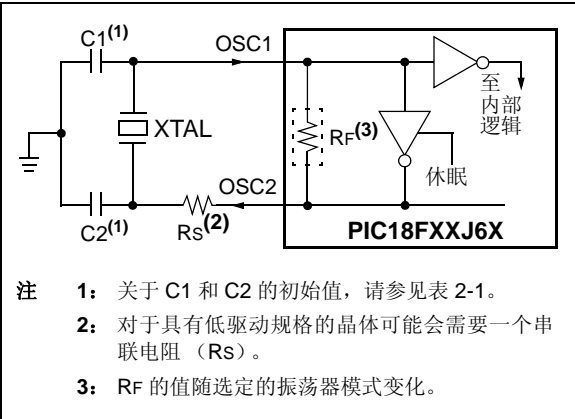 C1(1)
OSC1
至
内部
逻辑
XTAL
RF(3)
休眠
OSC2
C2(1)
RS(2)
PIC18FXXJ6X
注 1： 关于 C1 和 C2 的初始值，请参见表 2-1。
2： 对于具有低驱动规格的晶体可能会需要一个串
联电阻 （RS）。
3： RF 的值随选定的振荡器模式变化。